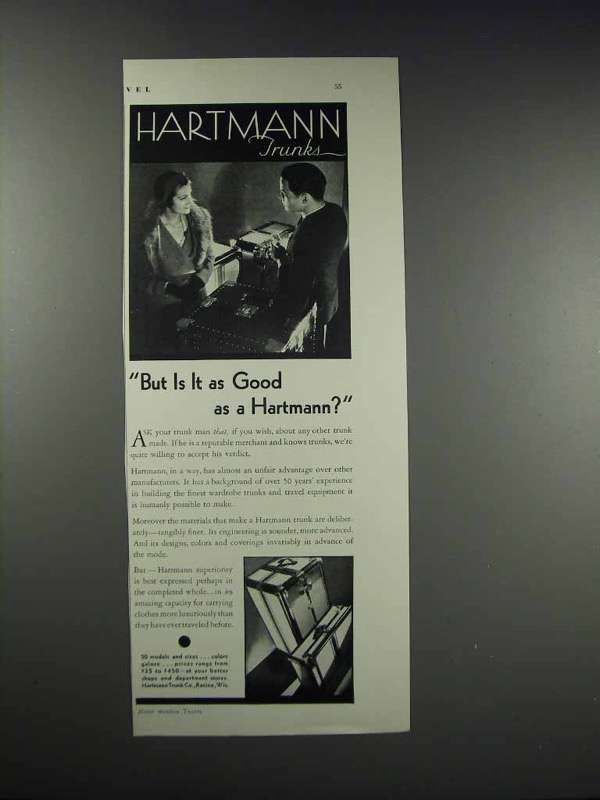 VEL 55
HARTMANN
Trunks
"But Is It as Good
as a Hartmann?"
ASK your trunk man that, if you wish, about any other trunk
made. If he is a reputable merchant and knows trunks, we're
quite willing to accept his verdict.
Hartmann, in a way, has almost an unfair advantage over other
manufacturers. It has a background of over 50 years' experience
in building the finest wardrobe trunks and travel equipment it
is humanly possible to make.
Moreover the materials that make a Hartmann trunk are deliber-
ately—tangibly finer. Its engineering is sounder, more advanced.
And its designs, colors and coverings invariably in advance of
the mode.
But—Hartmann superiority
is best expressed perhaps in
the completed whole...in its
amazing capacity for carrying
clothes more luxuriously than
they have ever traveled before.
50 models and sizes...colors
galore...prices range from
$35 to $450—at your better
shops and department stores.
Hartmann Trunk Co., Racine, Wis.
Please mention TRAVEL